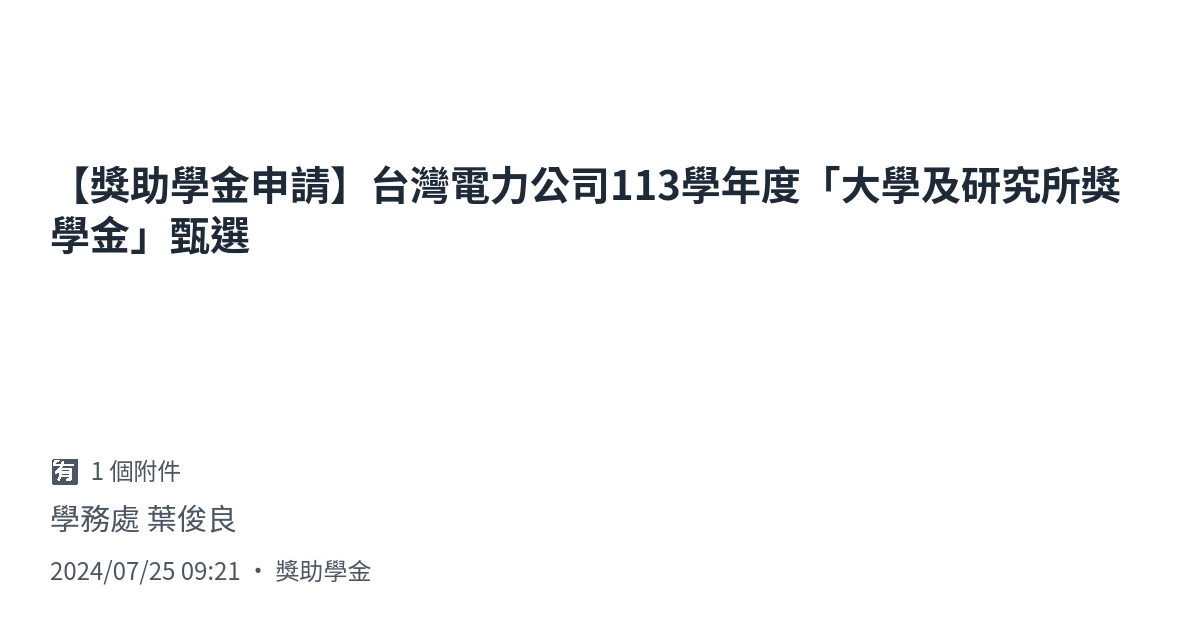 【獎助學金申請】台灣電力公司113學年度「大學及研究所獎
學金」甄選
🈶 1 個附件
學務處 葉俊良
2024/07/25 09:21 · 獎助學金